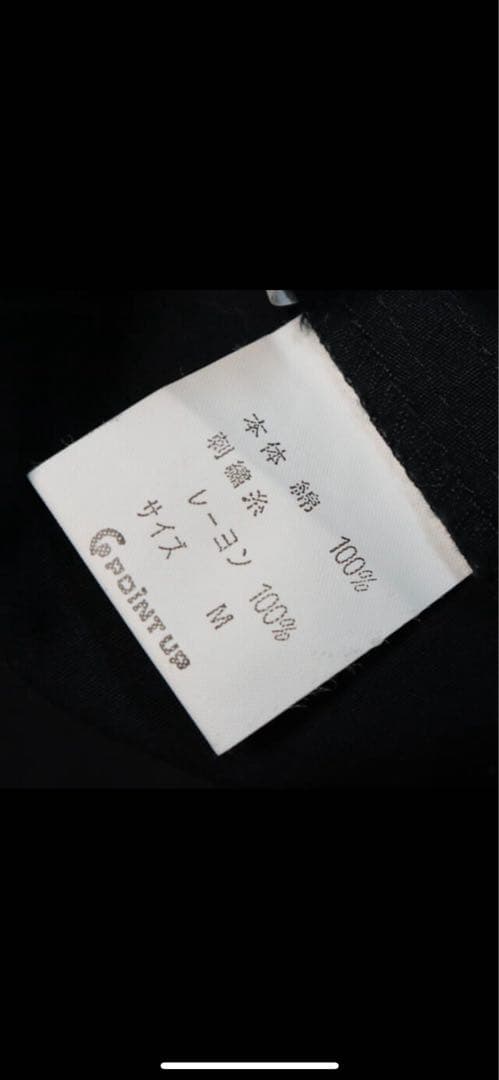 本体 綿 100%
刺繍糸
レーヨン 100%
サイズ M
POINT UP